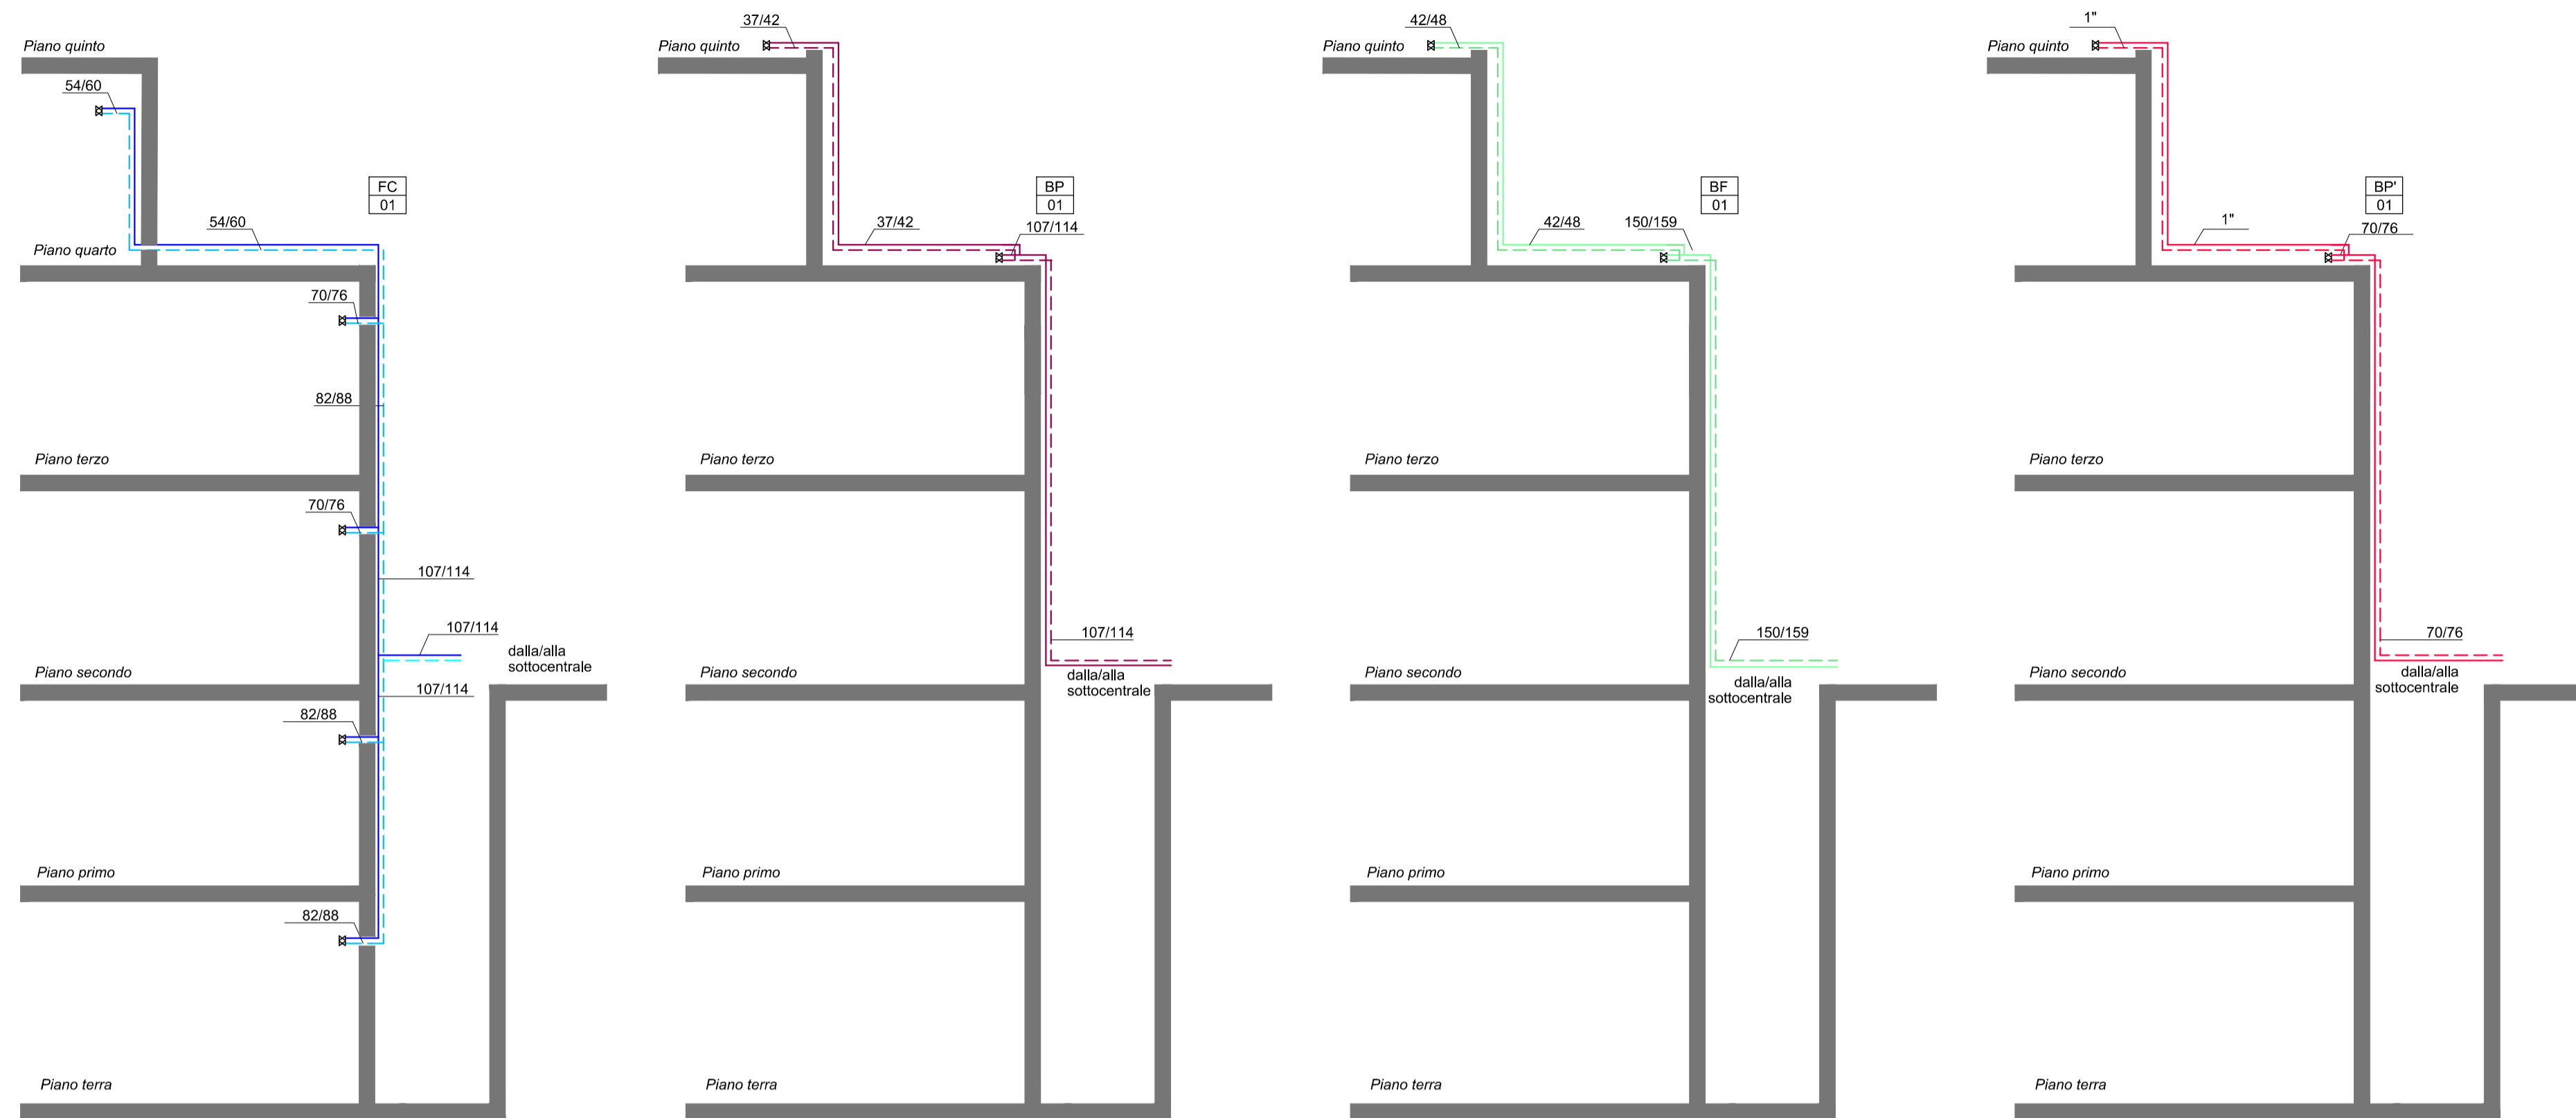 Piano quinto
54/60
FC
01
54/60
Piano quarto
70/76
82/88
Piano terzo
70/76
107/114
107/114
dalla/alla
sottocentrale
Piano secondo
107/114
82/88
Piano primo
82/88
Piano terra
37/42
Piano quinto
BP
01
37/42
107/114
Piano terzo
107/114
Piano secondo
dalla/alla
sottocentrale
Piano primo
Piano terra
42/48
Piano quinto
BF
01
42/48
150/159
Piano terzo
150/159
Piano secondo
dalla/alla
sottocentrale
Piano primo
Piano terra
1"
Piano quinto
BP'
01
1"
70/76
Piano terzo
70/76
Piano secondo
dalla/alla
sottocentrale
Piano primo
Piano terra